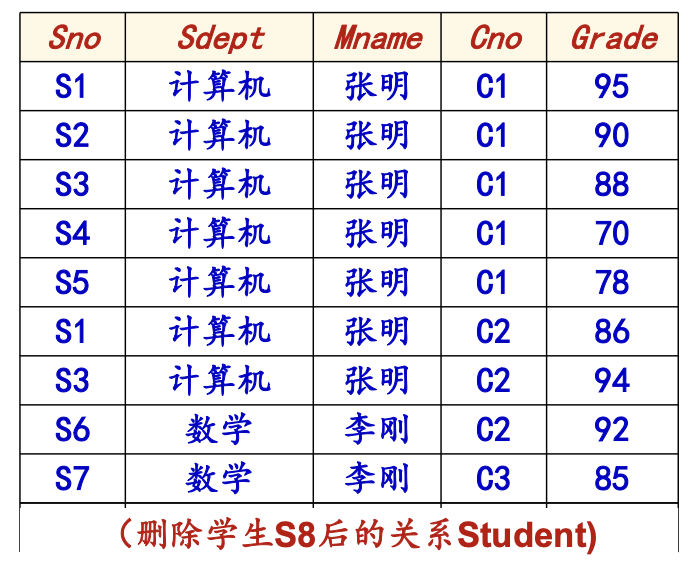 Sno Sdept Mname Cno Grade
S1 计算机 张明 C1 95
S2 计算机 张明 C1 90
S3 计算机 张明 C1 88
S4 计算机 张明 C1 70
S5 计算机 张明 C1 78
S1 计算机 张明 C2 86
S3 计算机 张明 C2 94
S6 数学 李刚 C2 92
S7 数学 李刚 C3 85
（删除学生S8后的关系Student)